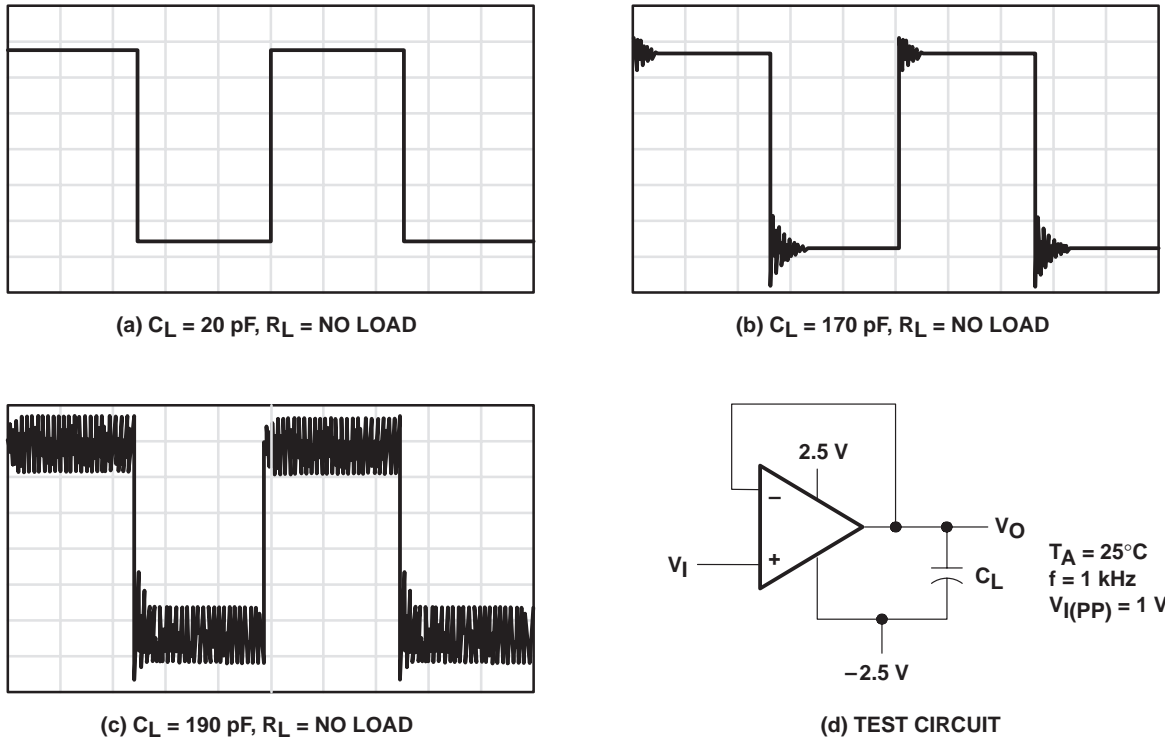 (a) CL = 20 pF, RL = NO LOAD
(b) CL = 170 pF, RL = NO LOAD
(c) CL = 190 pF, RL = NO LOAD
2.5 V
−
VI
+
VO
CL
−2.5 V
TA = 25°C
f = 1 kHz
VI(PP) = 1 V
(d) TEST CIRCUIT